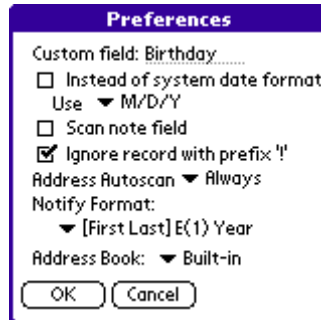 Preferences
Custom field: Birthday
Instead of system date format
Use M/D/Y
Scan note field
Ignore record with prefix '!'
Address Autoscan Always
Notify Format:
[First Last] E(1) Year
Address Book: Built-in
OK Cancel